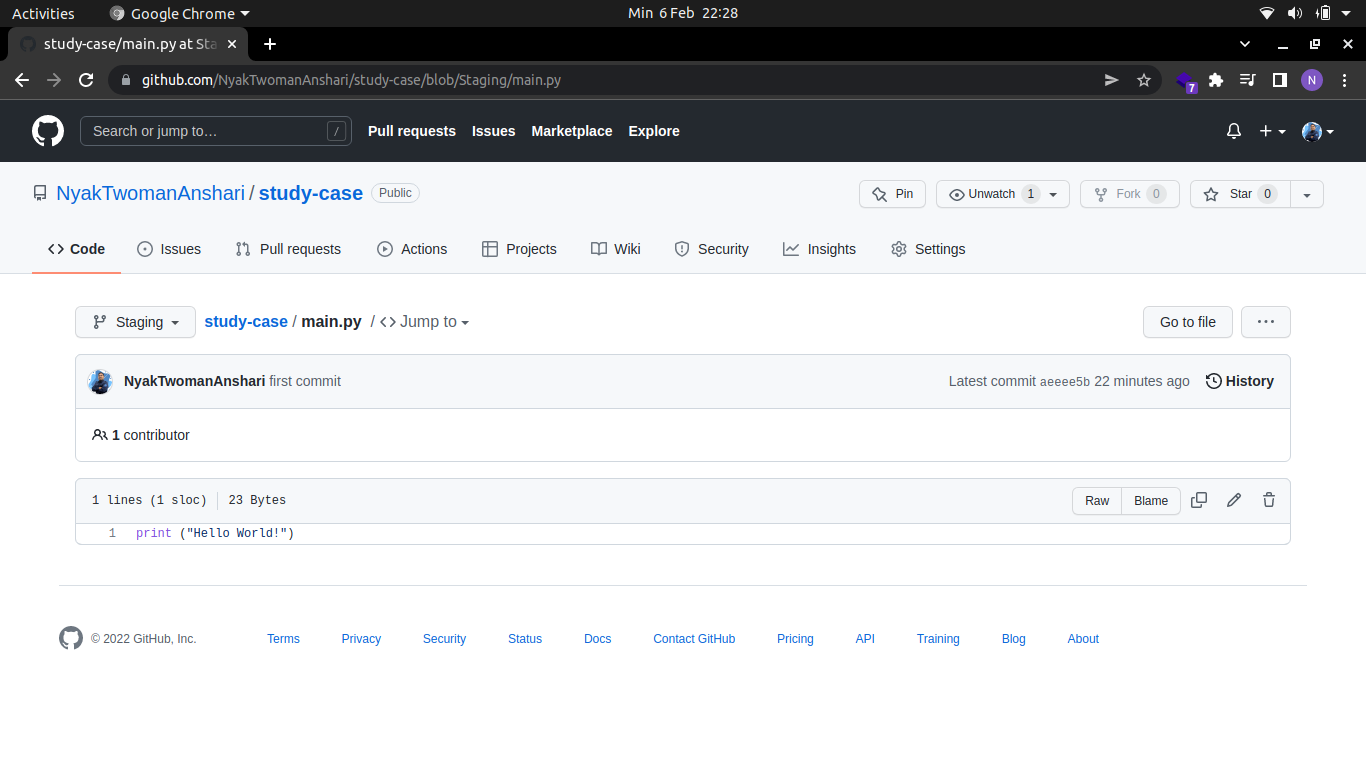 Activities Google Chrome Min 6 Feb 22:28
study-case/main.py at Sta
github.com/NyakTwomanAnshari/study-case/blob/Staging/main.py 7 N
Search or jump to… / Pull requests Issues Marketplace Explore
NyakTwomanAnshari / study-case Public Pin Unwatch 1 Fork 0 Star 0
Code Issues Pull requests Actions Projects Wiki Security Insights Settings
Staging study-case / main.py / <> Jump to Go to file ...
NyakTwomanAnshari first commit Latest commit aeeee5b 22 minutes ago History
1 contributor
1 lines (1 sloc) 23 Bytes Raw Blame
1 print ("Hello World!")
© 2022 GitHub, Inc. Terms Privacy Security Status Docs Contact GitHub Pricing API Training Blog About